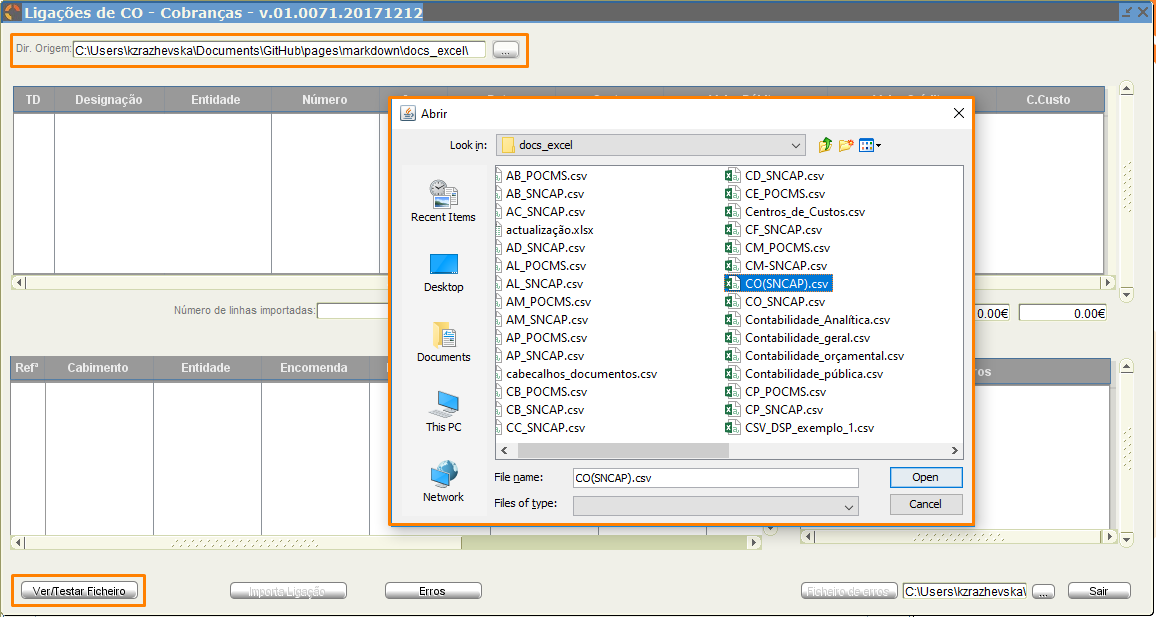 Ligações de CO - Cobranças - v.01.0071.20171212
Dir. Origem: C:\Users\kzrazhevska\Documents\GitHub\pages\markdown\docs_excel\ ...
TD Designação Entidade Número C.Custo
Abrir
Look in: docs_excel
Recent Items
Desktop
Documents
This PC
Network
AB_POCMS.csv
AB_SNCAP.csv
AC_SNCAP.csv
actualização.xlsx
AD_SNCAP.csv
AL_POCMS.csv
AL_SNCAP.csv
AM_POCMS.csv
AM_SNCAP.csv
AP_POCMS.csv
AP_SNCAP.csv
cabecalhos_documentos.csv
CB_POCMS.csv
CB_SNCAP.csv
CC_SNCAP.csv
CD_SNCAP.csv
CE_POCMS.csv
Centros_de_Custos.csv
CF_SNCAP.csv
CM_POCMS.csv
CM-SNCAP.csv
CO(SNCAP).csv
CO_SNCAP.csv
Contabilidade_Analítica.csv
Contabilidade_geral.csv
Contabilidade_orçamental.csv
Contabilidade_pública.csv
CP_POCMS.csv
CP_SNCAP.csv
CSV_DSP_exemplo_1.csv
File name: CO(SNCAP).csv
Open
Files of type:
Cancel
Número de linhas importadas: 0.00€ 0.00€
Refª Cabimento Entidade Encomenda ros
Ver/Testar Ficheiro Importa Ligação Erros Ficheiro de erros C:\Users\kzrazhevska\ ... Sair